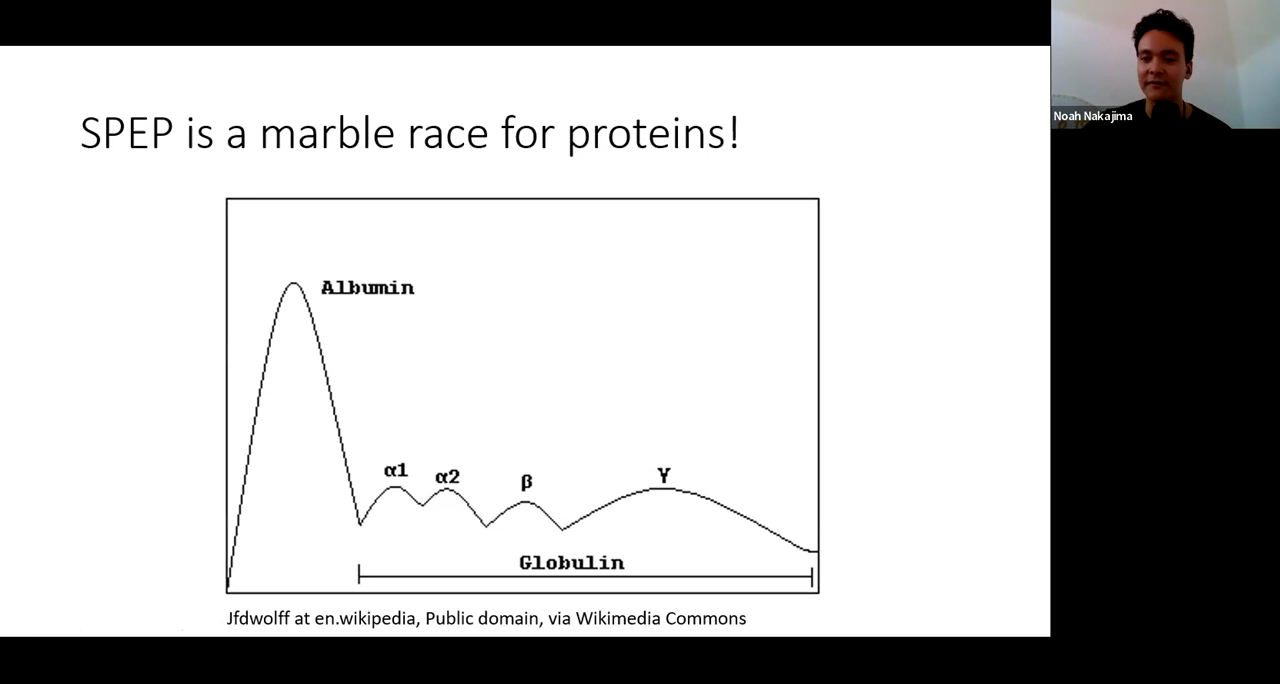 SPEP is a marble race for proteins!
Noah Nakajima
Albumin
α1
α2
β
γ
Globulin
Jfdwolff at en.wikipedia, Public domain, via Wikimedia Commons